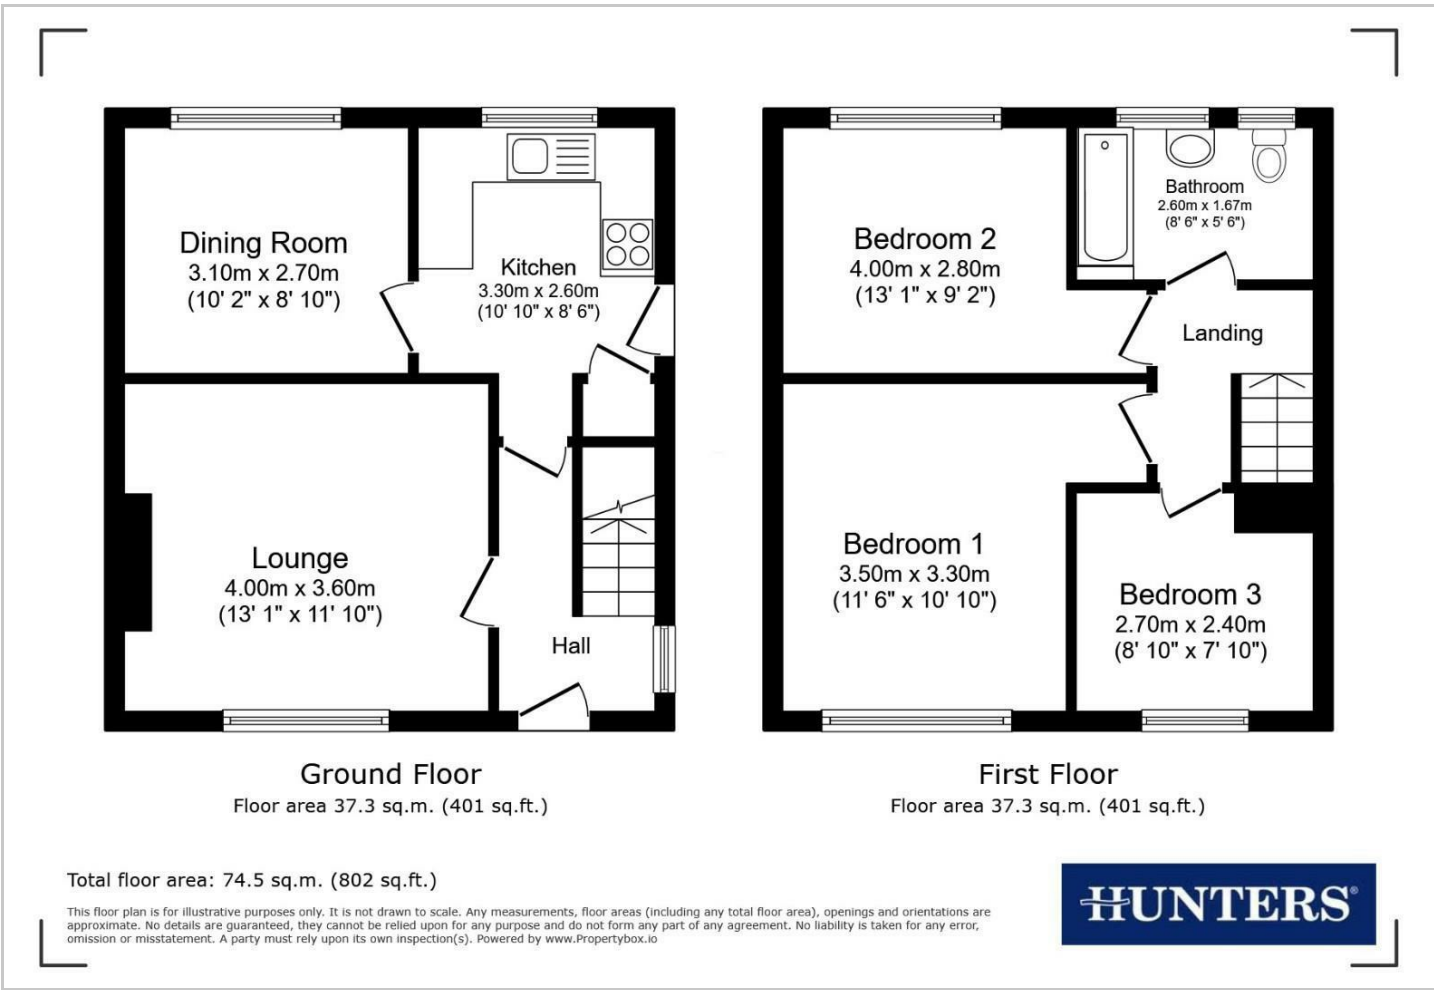 Dining Room
3.10m x 2.70m
(10' 2" x 8' 10")
Kitchen
3.30m x 2.60m
(10' 10" x 8' 6")
Lounge
4.00m x 3.60m
(13' 1" x 11' 10")
Hall
Ground Floor
Floor area 37.3 sq.m. (401 sq.ft.)
Bedroom 2
4.00m x 2.80m
(13' 1" x 9' 2")
Bathroom
2.60m x 1.67m
(8' 6" x 5' 6")
Landing
Bedroom 1
3.50m x 3.30m
(11' 6" x 10' 10")
Bedroom 3
2.70m x 2.40m
(8' 10" x 7' 10")
First Floor
Floor area 37.3 sq.m. (401 sq.ft.)
Total floor area: 74.5 sq.m. (802 sq.ft.)
This floor plan is for illustrative purposes only. It is not drawn to scale. Any measurements, floor areas (including any total floor area), openings and orientations are
approximate. No details are guaranteed, they cannot be relied upon for any purpose and do not form any part of any agreement. No liability is taken for any error,
omission or misstatement. A party must rely upon its own inspection(s). Powered by www.Propertybox.io
HUNTERS®